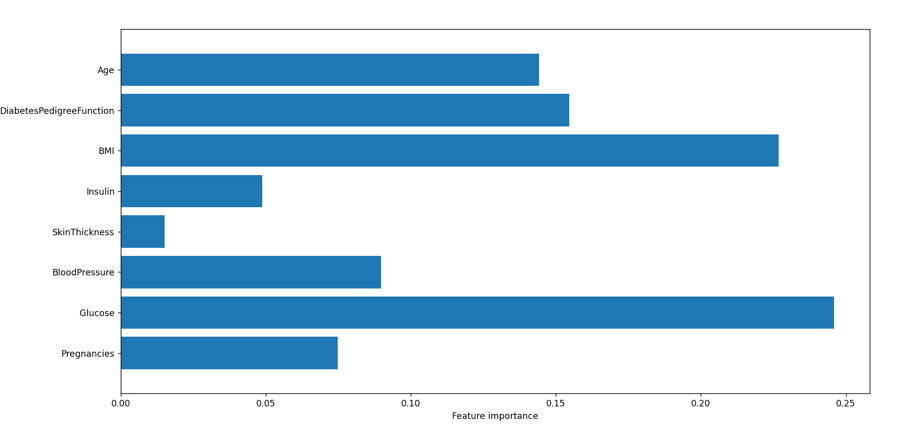 Age
DiabetesPedigreeFunction
BMI
Insulin
SkinThickness
BloodPressure
Glucose
Pregnancies
0.00 0.05 0.10 0.15 0.20 0.25
Feature importance